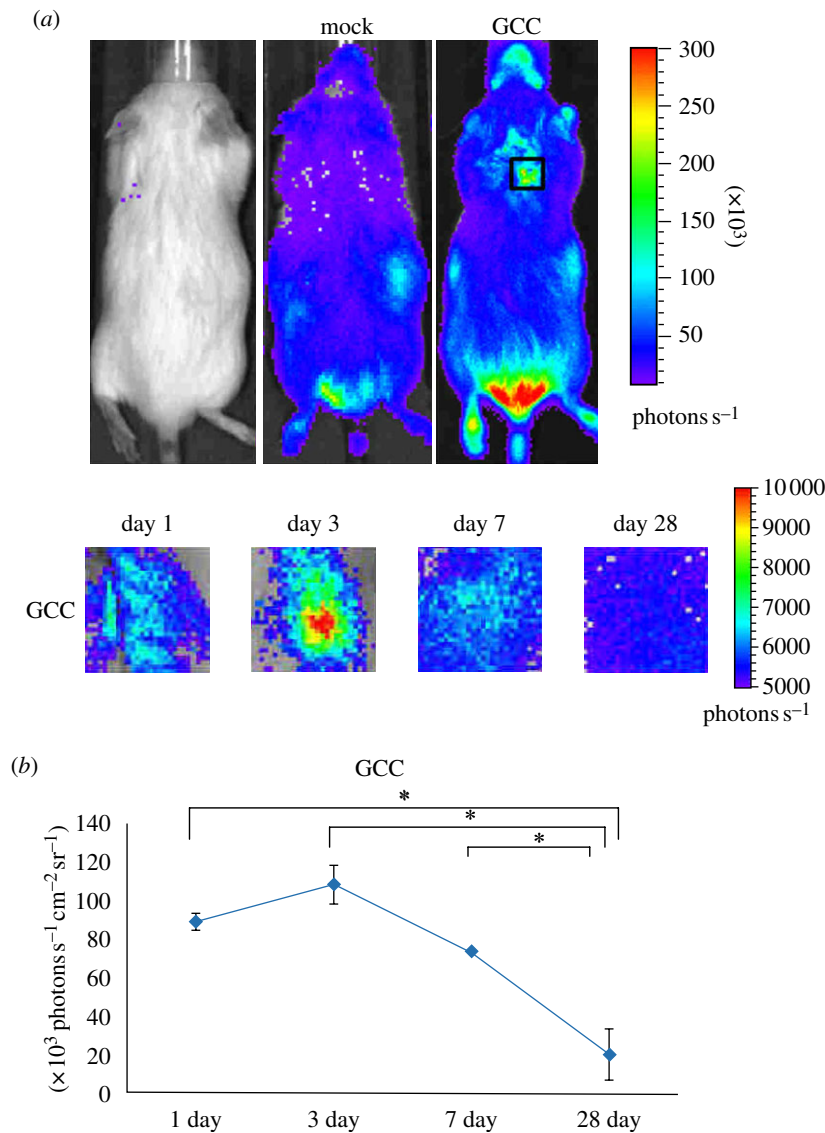 (a)
mock
GCC
300
250
200
150
100
50
(×10³)
photons s⁻¹
day 1
day 3
day 7
day 28
GCC
10 000
9000
8000
7000
6000
5000
photons s⁻¹
(b)
GCC
*
*
*
(×10³ photons s⁻¹ cm⁻² sr⁻¹)
140
120
100
80
60
40
20
0
1 day
3 day
7 day
28 day